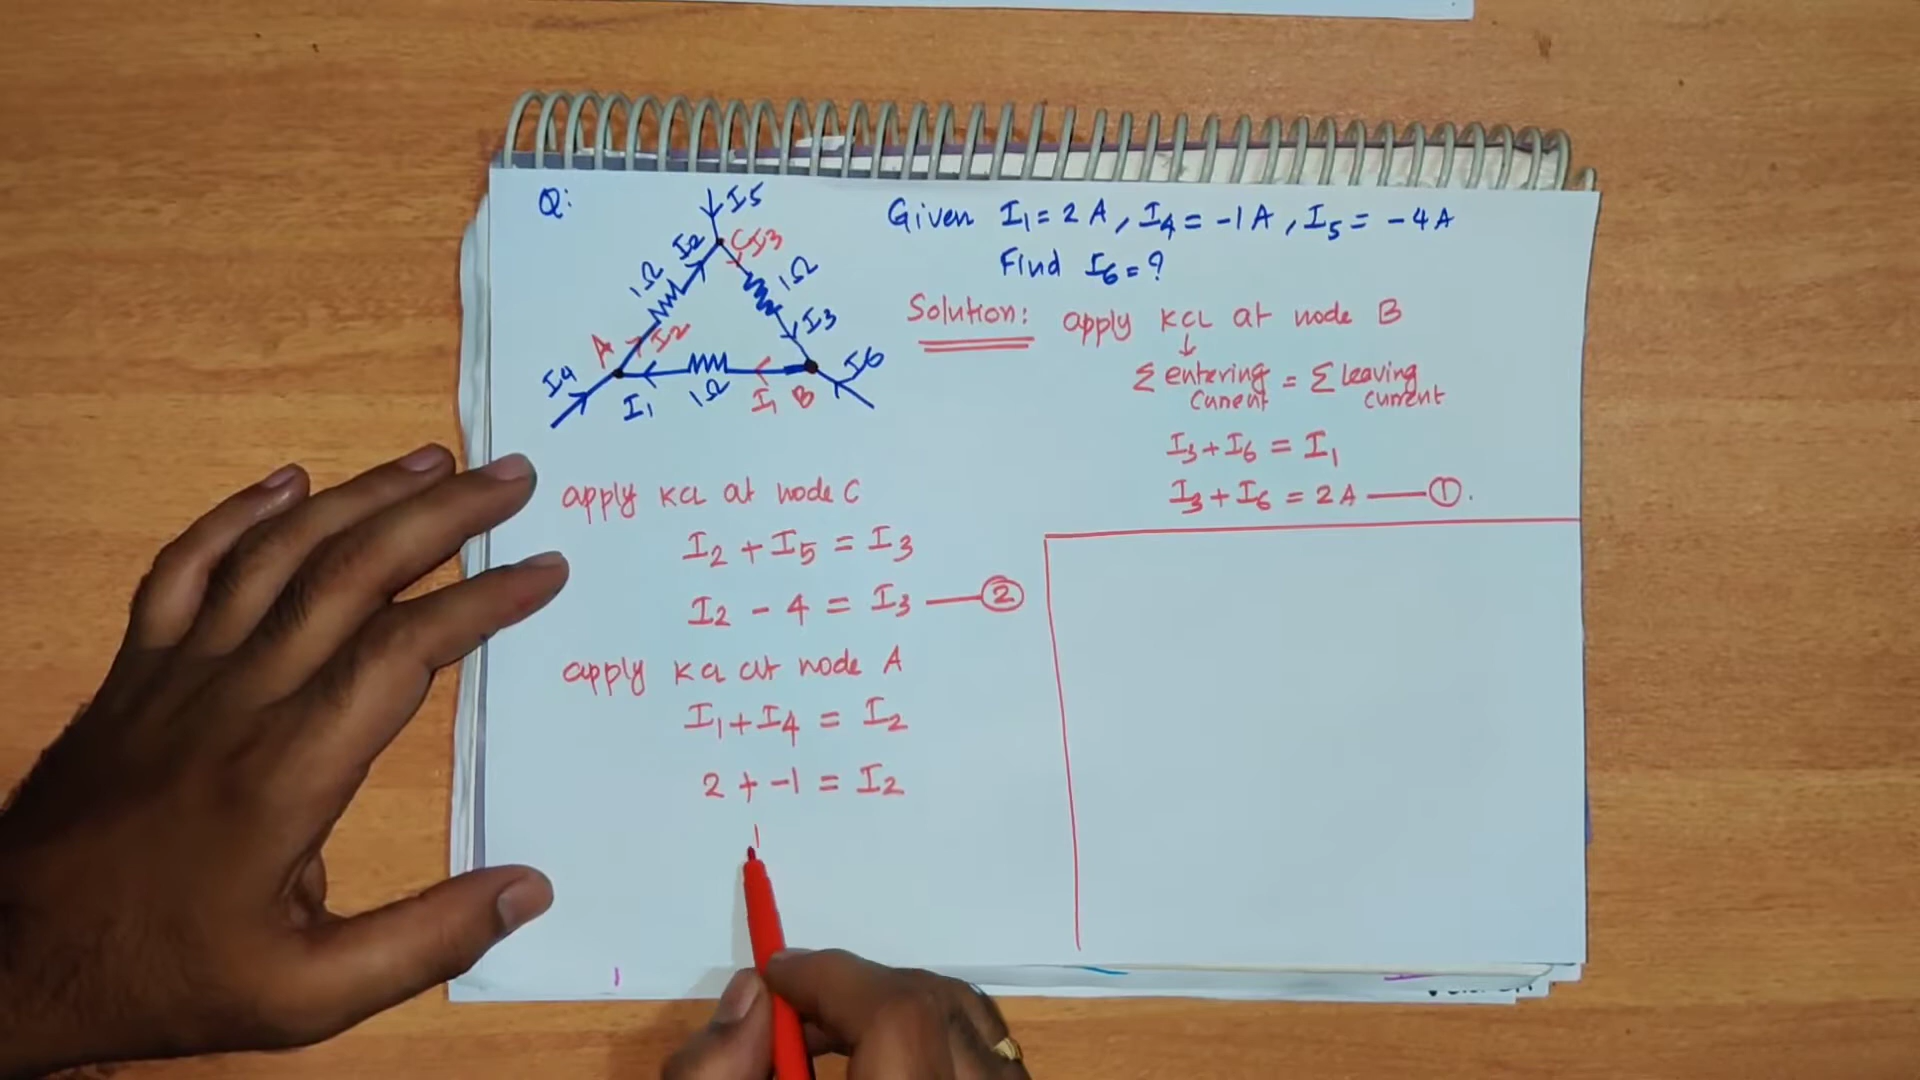 Q:
I5
I2 C I3
1Ω 1Ω
A I2 I3
I4 I6
I1 1Ω I1 B
Given I1 = 2 A, I4 = -1 A, I5 = -4 A
Find I6 = ?
Solution: apply KCL at node B
↓
Σ entering current = Σ leaving current
I3 + I6 = I1
I3 + I6 = 2 A —— ①.
apply KCL at node C
I2 + I5 = I3
I2 - 4 = I3 —— ②
apply KCL at node A
I1 + I4 = I2
2 + -1 = I2
1